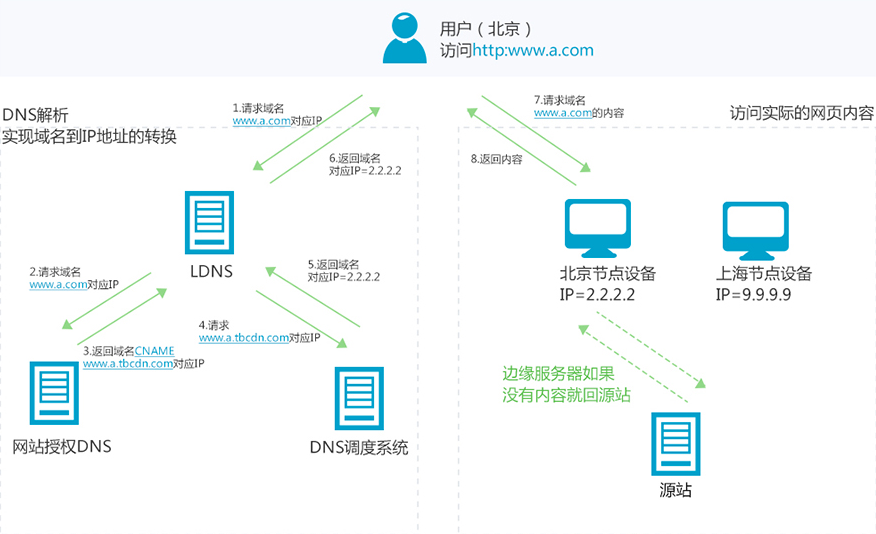 用户（北京）
访问http:www.a.com
DNS解析
实现域名到IP地址的转换
1.请求域名
www.a.com对应IP
6.返回域名
对应IP=2.2.2.2
LDNS
2.请求域名
www.a.com对应IP
3.返回域名CNAME
www.a.tbcdn.com对应IP
5.返回域名
对应IP=2.2.2.2
4.请求
www.a.tbcdn.com对应IP
网站授权DNS
DNS调度系统
访问实际的网页内容
7.请求域名
www.a.com的内容
8.返回内容
北京节点设备
IP=2.2.2.2
上海节点设备
IP=9.9.9.9
边缘服务器如果
没有内容就回源站
源站